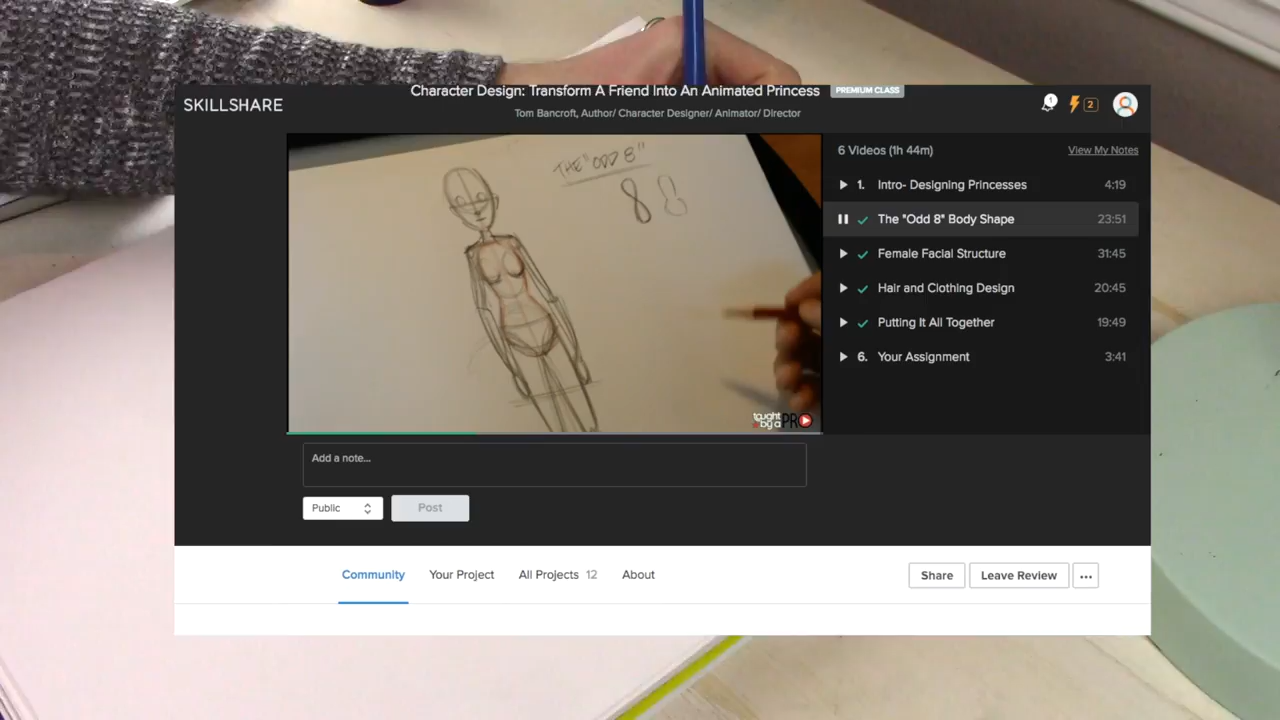 Character Design: Transform A Friend Into An Animated Princess PREMIUM CLASS
SKILLSHARE
1
2
Tom Bancroft, Author/ Character Designer/ Animator/ Director
THE "ODD 8"
8 8
taught by a PRO
6 Videos (1h 44m) View My Notes
1. Intro- Designing Princesses 4:19
The "Odd 8" Body Shape 23:51
Female Facial Structure 31:45
Hair and Clothing Design 20:45
Putting It All Together 19:49
6. Your Assignment 3:41
Add a note...
Public Post
Community Your Project All Projects 12 About Share Leave Review ...